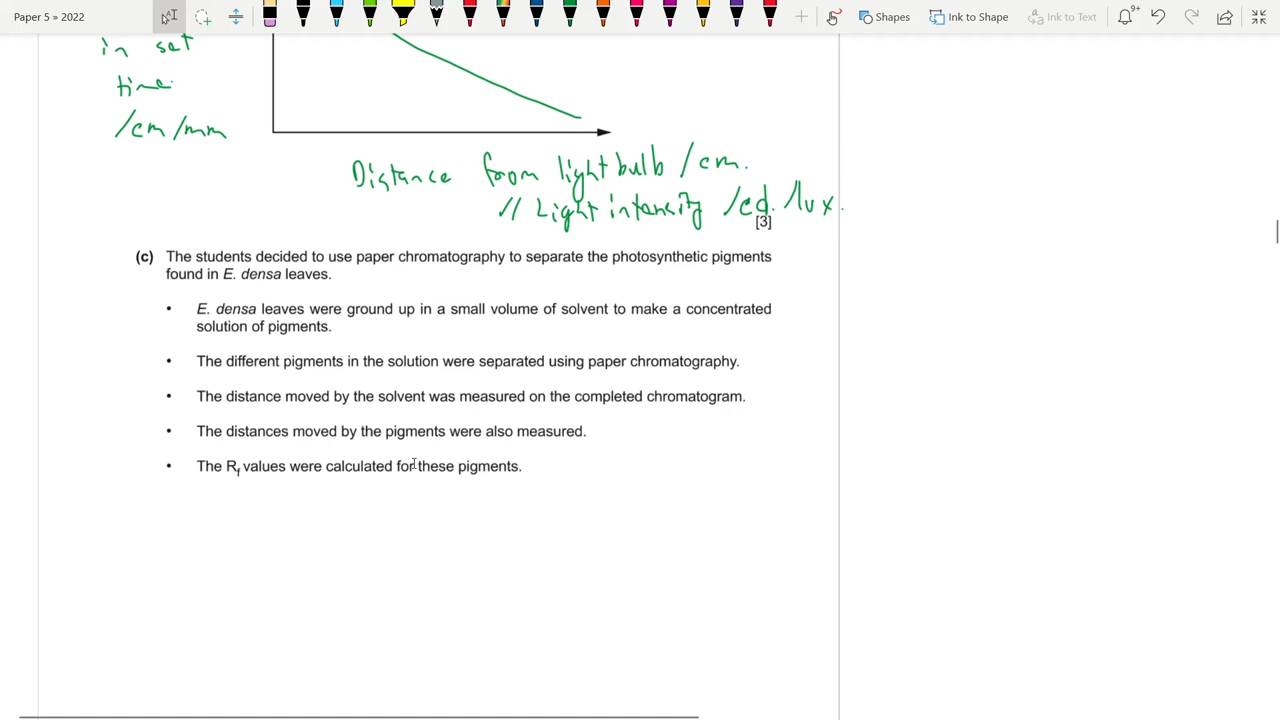 Paper 5 » 2022
Shapes
Ink to Shape
Ink to Text
9+
in set
time
/cm/mm
Distance from light bulb /cm.
// Light intensity /cd. /lux.
[3]
(c) The students decided to use paper chromatography to separate the photosynthetic pigments
found in E. densa leaves.
• E. densa leaves were ground up in a small volume of solvent to make a concentrated
solution of pigments.
• The different pigments in the solution were separated using paper chromatography.
• The distance moved by the solvent was measured on the completed chromatogram.
• The distances moved by the pigments were also measured.
• The Rf values were calculated for these pigments.